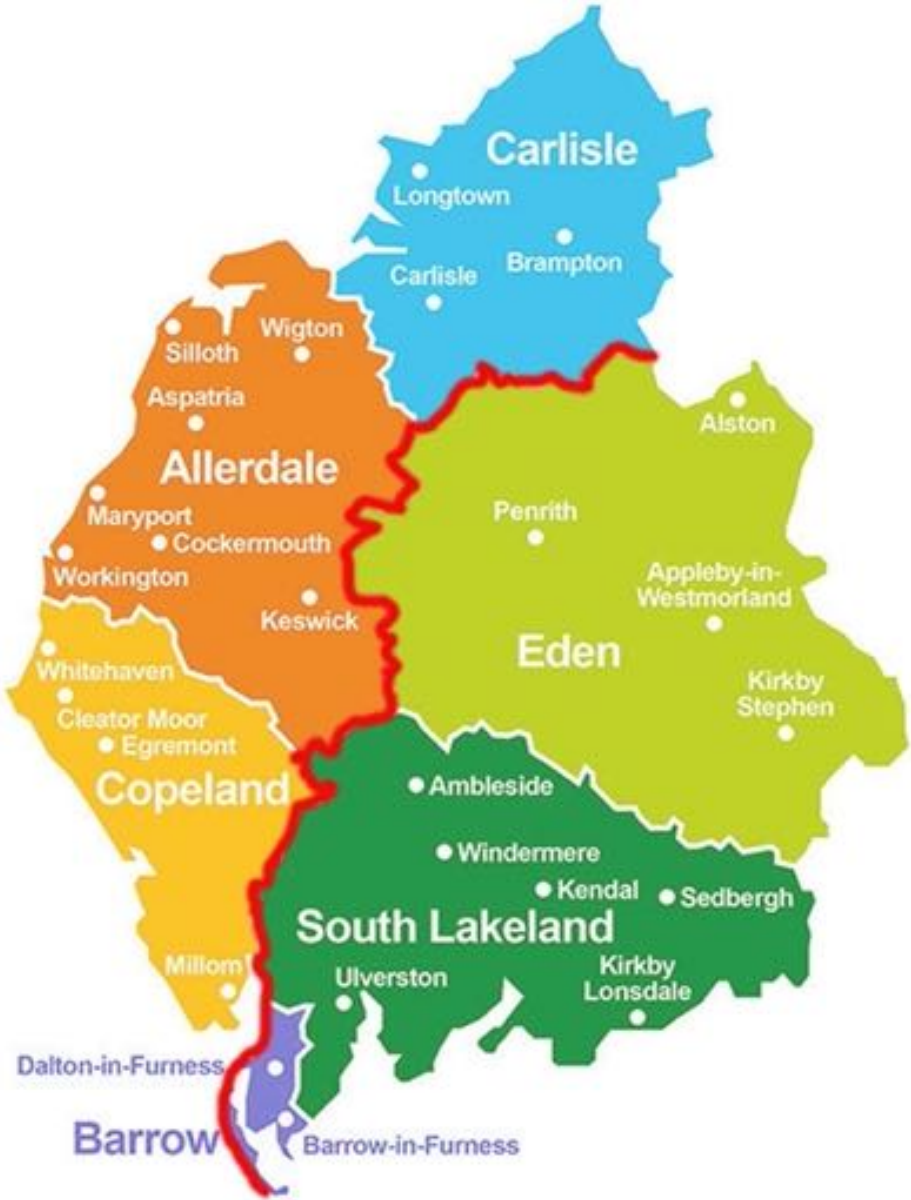 Carlisle
Longtown
Brampton
Carlisle
Wigton
Silloth
Aspatria
Allerdale
Maryport
Cockermouth
Workington
Keswick
Alston
Penrith
Appleby-in-
Westmorland
Eden
Kirkby
Stephen
Whitehaven
Cleator Moor
Egremont
Copeland
Ambleside
Windermere
Kendal
Sedbergh
South Lakeland
Millom
Ulverston
Kirkby
Lonsdale
Dalton-in-Furness
Barrow
Barrow-in-Furness